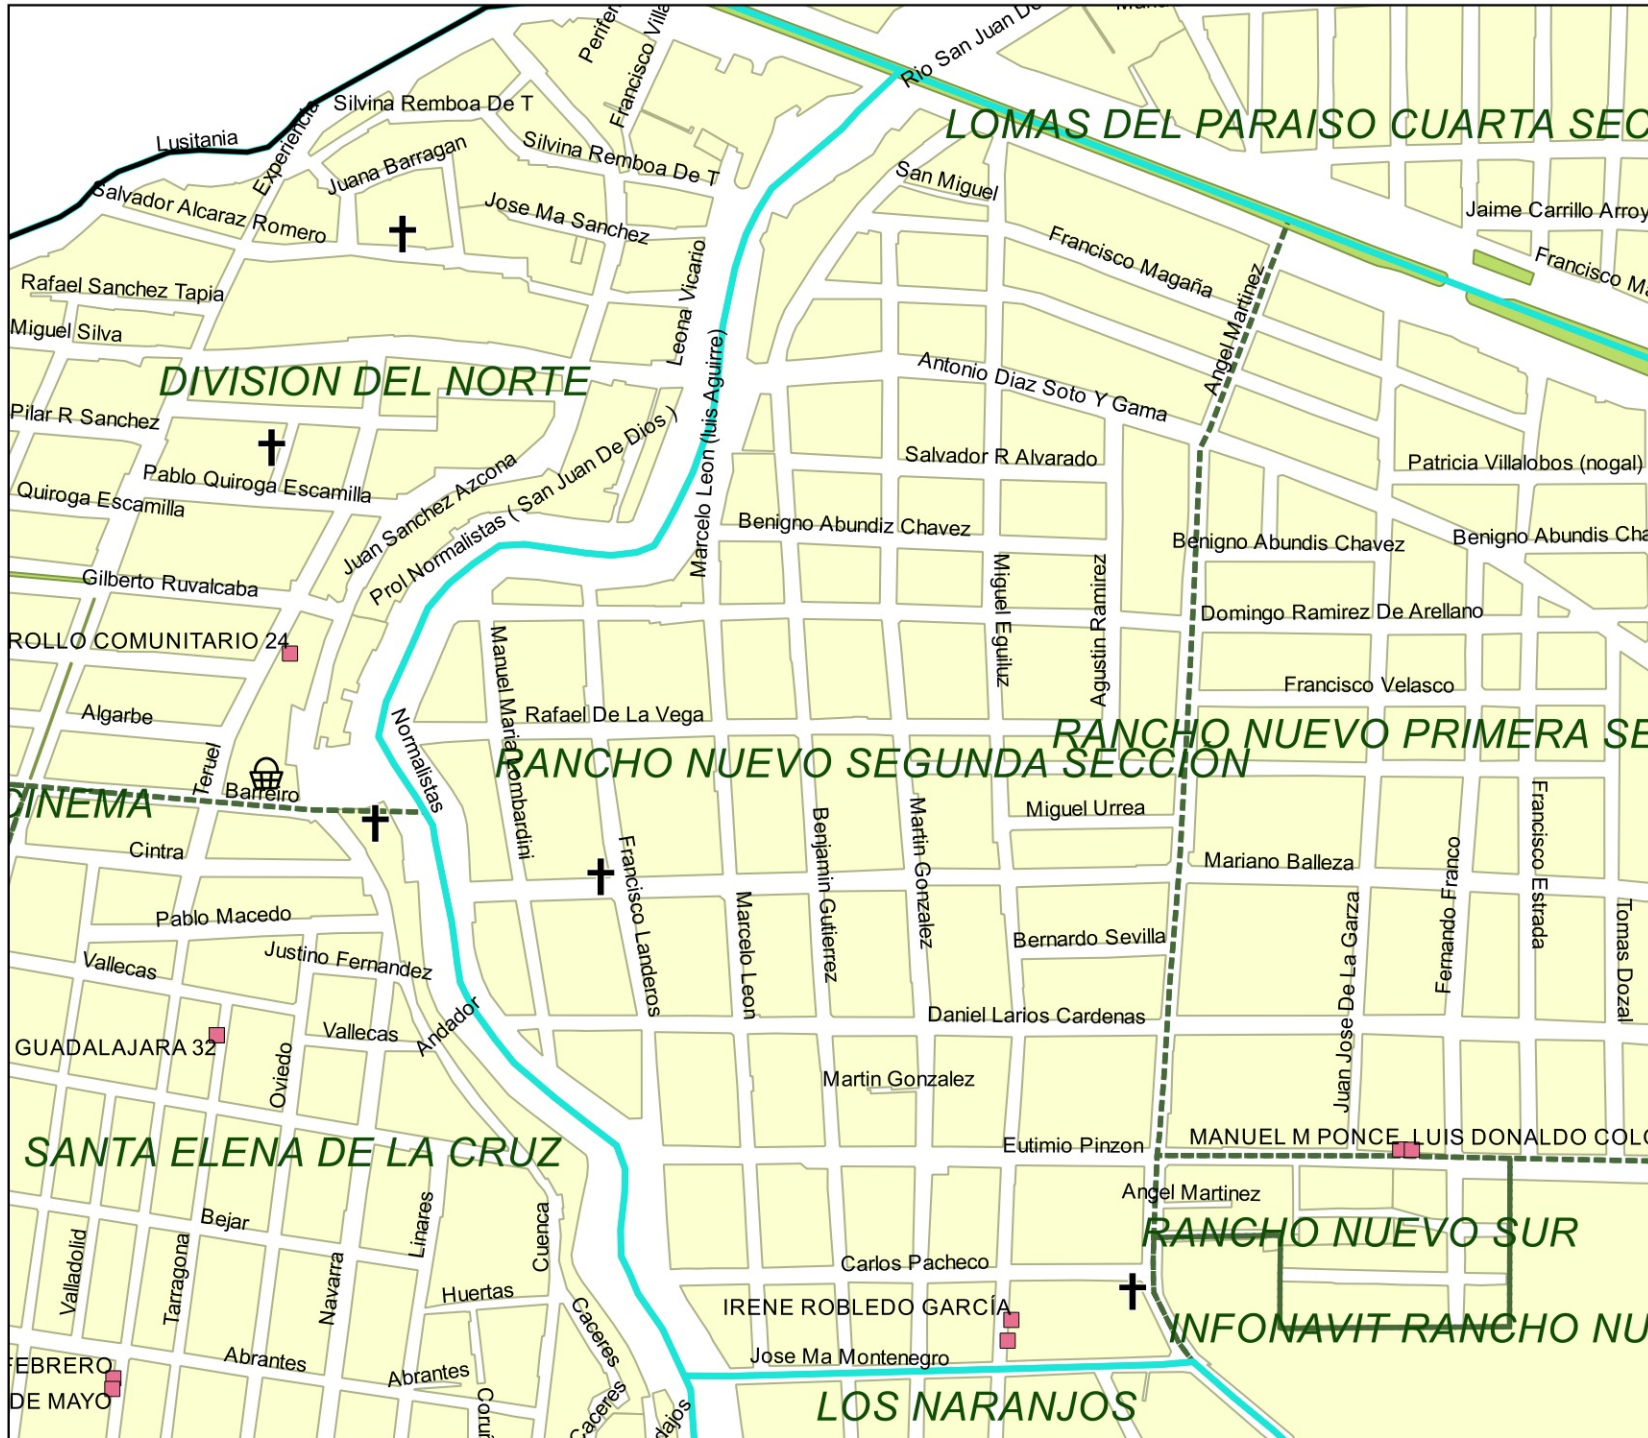 Rio San Juan De
LOMAS DEL PARAISO CUARTA SEC
Francisco Villa
Silvina Remboa De T
Lusitania
Experiencia
Juana Barragan
Silvina Remboa De T
San Miguel
Salvador Alcaraz Romero
Jose Ma Sanchez
Jaime Carrillo Arroy
Francisco Magaña
Francisco Ma
Rafael Sanchez Tapia
Leona Vicario
Angel Martinez
Miguel Silva
DIVISION DEL NORTE
Antonio Diaz Soto Y Gama
Pilar R Sanchez
Marcelo Leon (luis Aguirre)
Salvador R Alvarado
Patricia Villalobos (nogal)
Pablo Quiroga Escamilla
Juan Sanchez Azcona
Prol Normalistas ( San Juan De Dios )
Quiroga Escamilla
Benigno Abundiz Chavez
Benigno Abundis Chavez
Benigno Abundis Cha
Gilberto Ruvalcaba
Miguel Eguiluz
Agustin Ramirez
Domingo Ramirez De Arellano
ROLLO COMUNITARIO 24
Manuel Maria Lombardini
Francisco Velasco
Algarbe
Normalistas
Rafael De La Vega
RANCHO NUEVO PRIMERA SE
RANCHO NUEVO SEGUNDA SECCIÓN
Teruel
Barreiro
CINEMA
Miguel Urrea
Cintra
Mariano Balleza
Francisco Landeros
Marcelo Leon
Benjamin Gutierrez
Martin Gonzalez
Juan Jose De La Garza
Fernando Franco
Francisco Estrada
Tomas Dozal
Pablo Macedo
Justino Fernandez
Bernardo Sevilla
Vallecas
Andador
Vallecas
Daniel Larios Cardenas
GUADALAJARA 32
Oviedo
Martin Gonzalez
SANTA ELENA DE LA CRUZ
Eutimio Pinzon
MANUEL M PONCE
LUIS DONALDO COLO
Angel Martinez
Bejar
Linares
Cuenca
RANCHO NUEVO SUR
Valladolid
Tarragona
Navarra
Carlos Pacheco
Huertas
IRENE ROBLEDO GARCÍA
INFONAVIT RANCHO NU
Caceres
Abrantes
Jose Ma Montenegro
FEBRERO
Abrantes
DE MAYO
Caceres
LOS NARANJOS